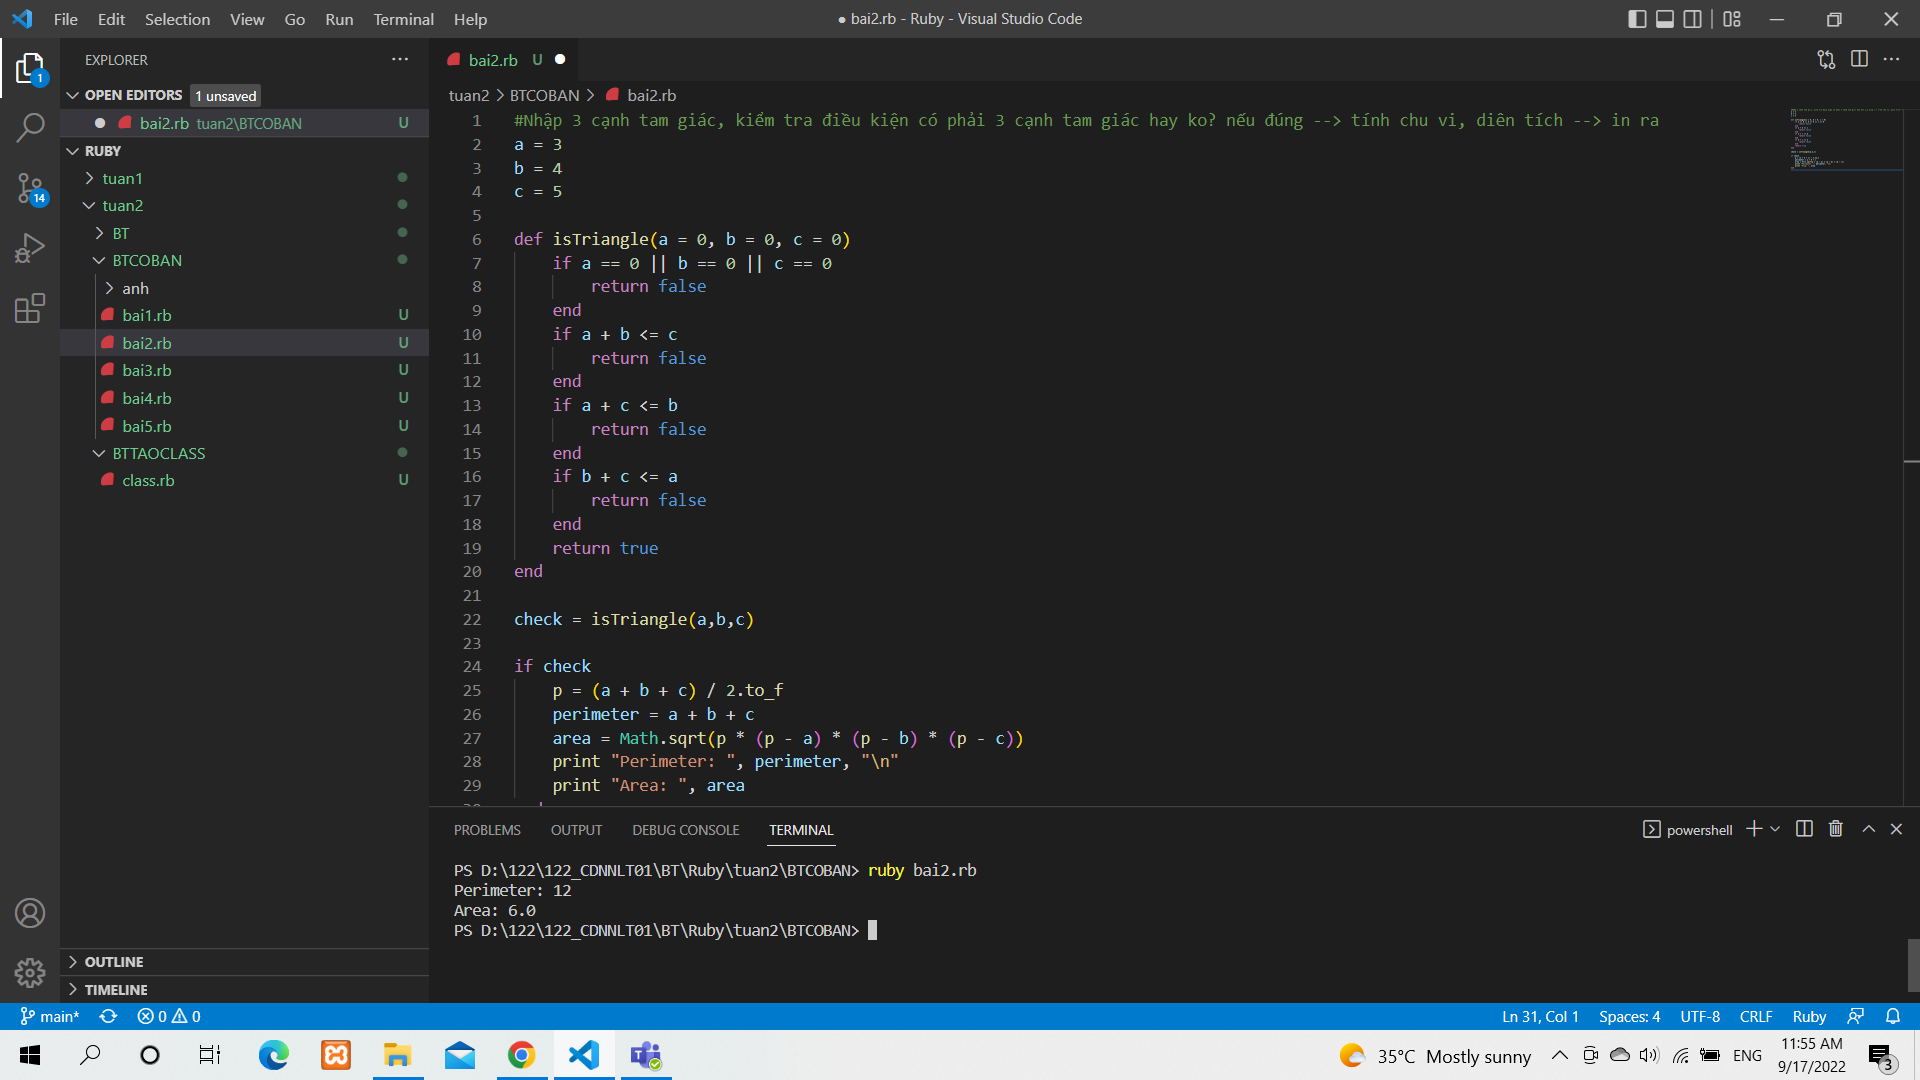 File Edit Selection View Go Run Terminal Help
● bai2.rb - Ruby - Visual Studio Code
EXPLORER
OPEN EDITORS 1 unsaved
bai2.rb tuan2\BTCOBAN U
RUBY
tuan1
tuan2
BT
BTCOBAN
anh
bai1.rb U
bai2.rb U
bai3.rb U
bai4.rb U
bai5.rb U
BTTAOCLASS
class.rb U
OUTLINE
TIMELINE
1
14
bai2.rb U
tuan2 > BTCOBAN > bai2.rb
1 #Nhập 3 cạnh tam giác, kiểm tra điều kiện có phải 3 cạnh tam giác hay ko? nếu đúng --> tính chu vi, diên tích --> in ra
2 a = 3
3 b = 4
4 c = 5
5
6 def isTriangle(a = 0, b = 0, c = 0)
7 if a == 0 || b == 0 || c == 0
8 return false
9 end
10 if a + b <= c
11 return false
12 end
13 if a + c <= b
14 return false
15 end
16 if b + c <= a
17 return false
18 end
19 return true
20 end
21
22 check = isTriangle(a,b,c)
23
24 if check
25 p = (a + b + c) / 2.to_f
26 perimeter = a + b + c
27 area = Math.sqrt(p * (p - a) * (p - b) * (p - c))
28 print "Perimeter: ", perimeter, "\n"
29 print "Area: ", area
PROBLEMS OUTPUT DEBUG CONSOLE TERMINAL
powershell
PS D:\122\122_CDNNLT01\BT\Ruby\tuan2\BTCOBAN> ruby bai2.rb
Perimeter: 12
Area: 6.0
PS D:\122\122_CDNNLT01\BT\Ruby\tuan2\BTCOBAN>
main* 0 0
Ln 31, Col 1 Spaces: 4 UTF-8 CRLF Ruby
35°C Mostly sunny ENG
11:55 AM
9/17/2022
3